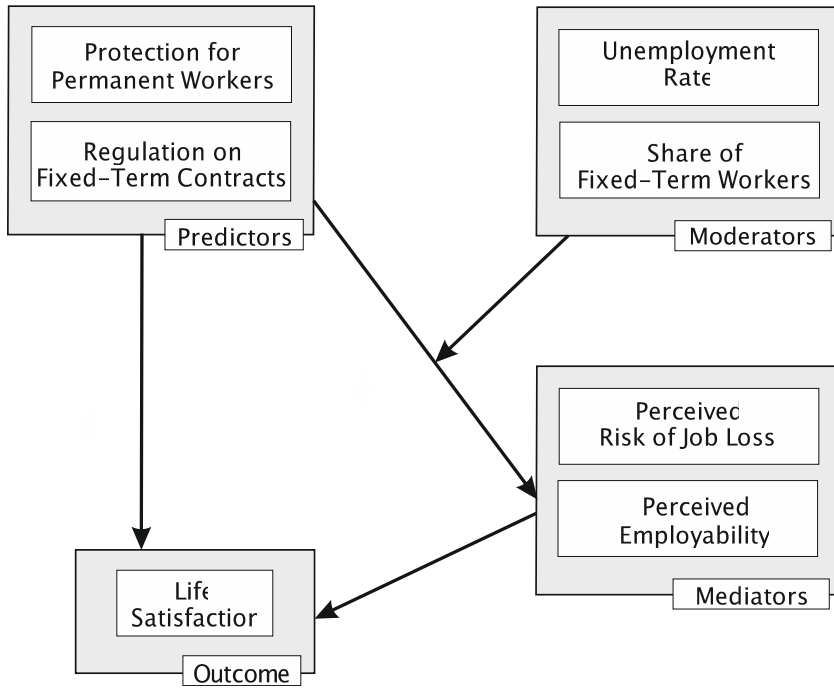 Protection for
Permanent Workers
Regulation on
Fixed-Term Contracts
Predictors
Unemployment
Rate
Share of
Fixed-Term Workers
Moderators
Perceived
Risk of Job Loss
Perceived
Employability
Mediators
Life
Satisfaction
Outcome